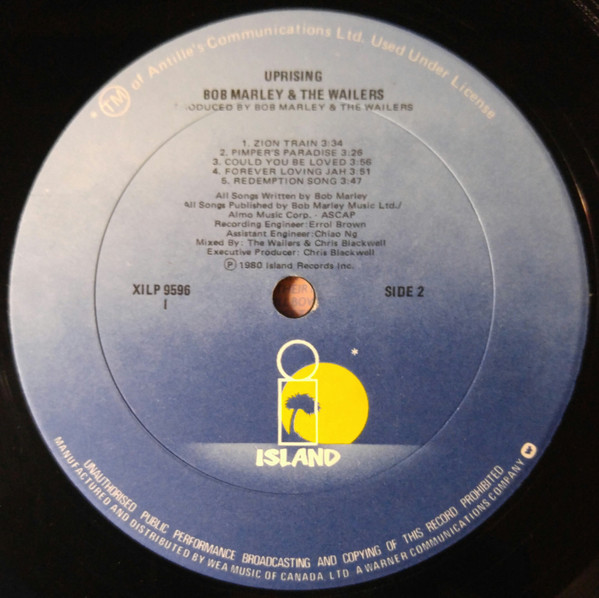 * TM of Antille's Communications Ltd. Used Under License
UPRISING
BOB MARLEY & THE WAILERS
PRODUCED BY BOB MARLEY & THE WAILERS
1. ZION TRAIN 3:34
2. PIMPER'S PARADISE 3:26
3. COULD YOU BE LOVED 3:56
4. FOREVER LOVING JAH 3:51
5. REDEMPTION SONG 3:47
All Songs Written by Bob Marley
All Songs Published by Bob Marley Music Ltd./
Almo Music Corp. - ASCAP
Recording Engineer: Errol Brown
Assistant Engineer: Chiao Ng
Mixed By: The Wailers & Chris Blackwell
Executive Producer: Chris Blackwell
Ⓟ 1980 Island Records Inc.
XILP 9596
I
SIDE 2
*
i
ISLAND
UNAUTHORISED PUBLIC PERFORMANCE BROADCASTING AND COPYING OF THIS RECORD PROHIBITED
MANUFACTURED AND DISTRIBUTED BY WEA MUSIC OF CANADA, LTD. A WARNER COMMUNICATIONS COMPANY